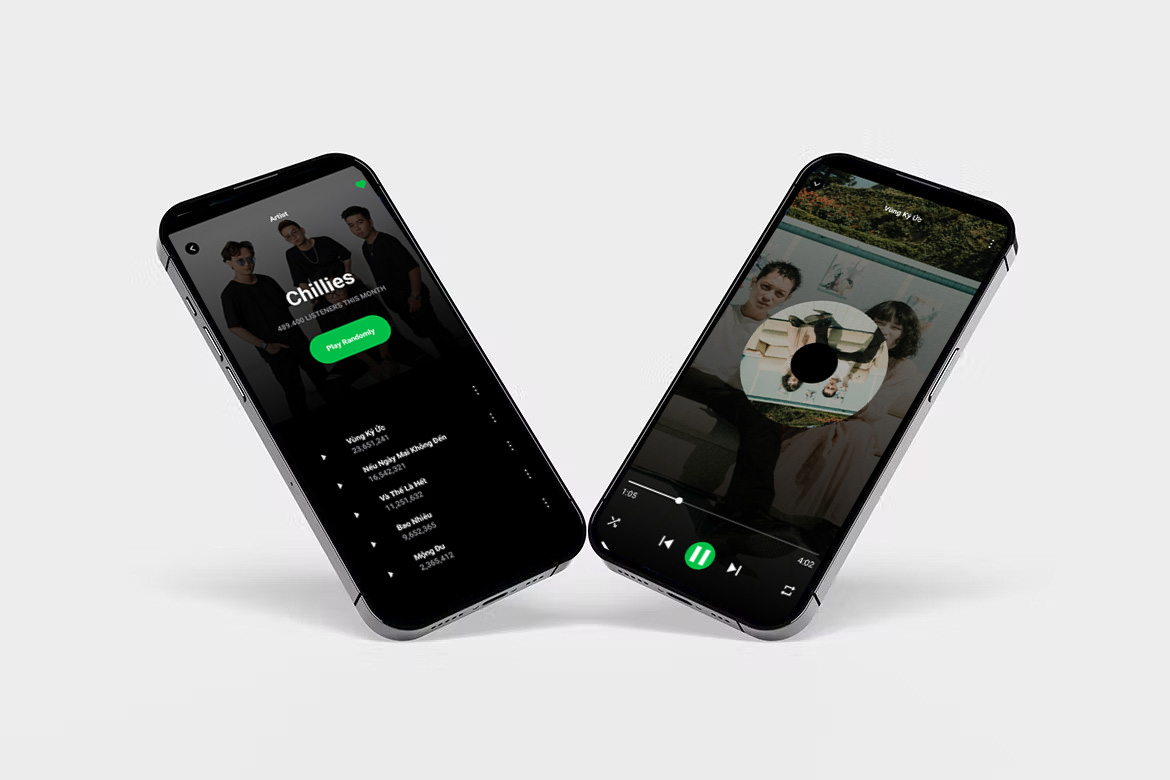 Artist
Chillies
489.400 LISTENERS THIS MONTH
Play Randomly
Vùng Ký Ức
23,651,241
Nếu Ngày Mai Không Đến
16,542,321
Và Thế Là Hết
11,251,632
Bao Nhiêu
9,652,365
Mộng Du
2,365,412
Vùng Ký Ức
1:05
4:02